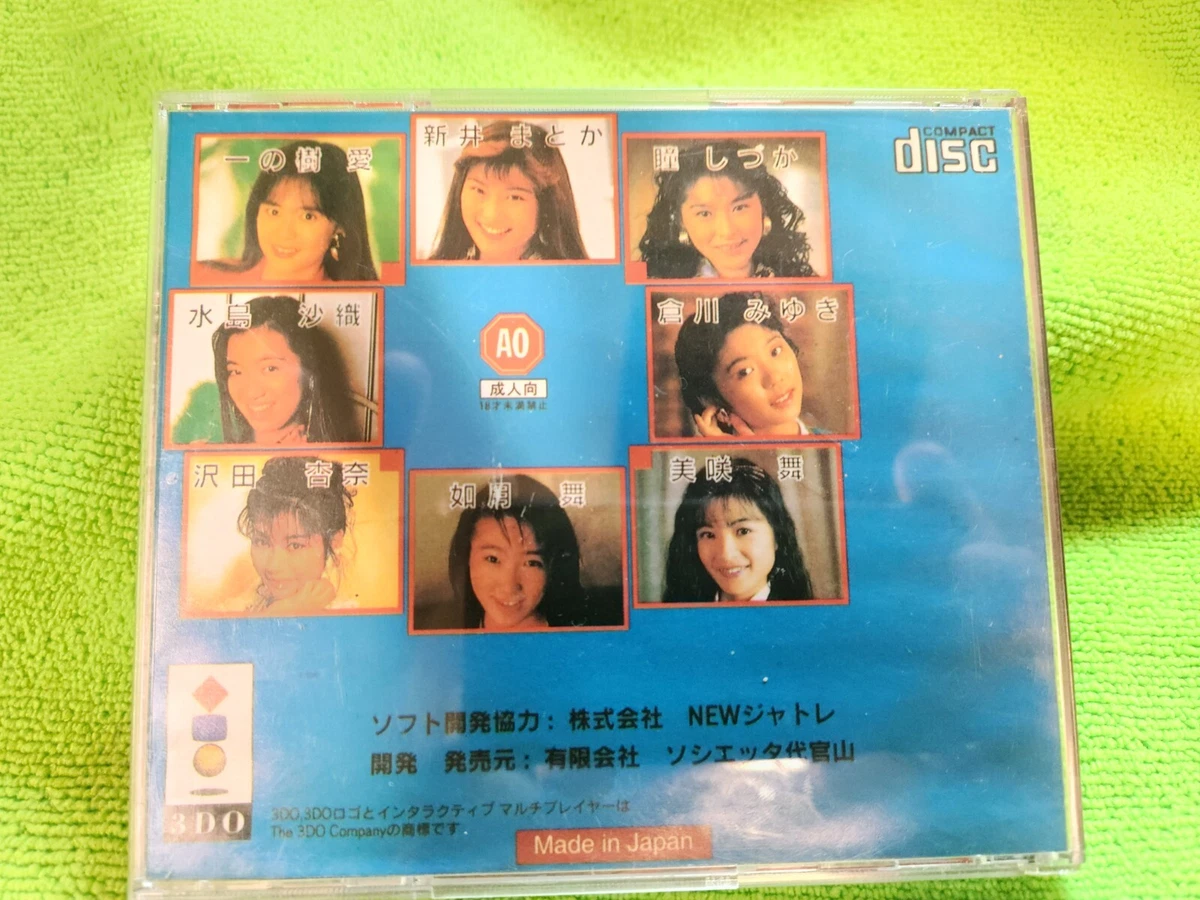 COMPACT
disc
一の樹 愛
新井 まとか
瞳 しづか
水島 沙織
AO
成人向
18才未満禁止
倉川 みゆき
沢田 杏奈
如月 舞
美咲 舞
ソフト開発協力：株式会社 NEWジャトレ
開発 発売元：有限会社 ソシエッタ代官山
3DO
3DO,3DOロゴとインタラクティブ マルチプレイヤーは
The 3DO Companyの商標です
Made in Japan